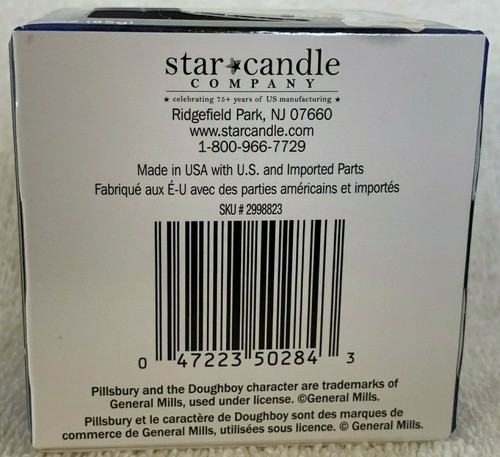 star candle
COMPANY
★ celebrating 75+ years of US manufacturing ★
Ridgefield Park, NJ 07660
www.starcandle.com
1-800-966-7729
Made in USA with U.S. and Imported Parts
Fabriqué aux É-U avec des parties américains et importés
SKU # 2998823
0 47223 50284 3
Pillsbury and the Doughboy character are trademarks of
General Mills, used under license. ©General Mills.
Pillsbury et le caractère de Doughboy sont des marques de
commerce de General Mills, utilisées sous licence. © General Mills.